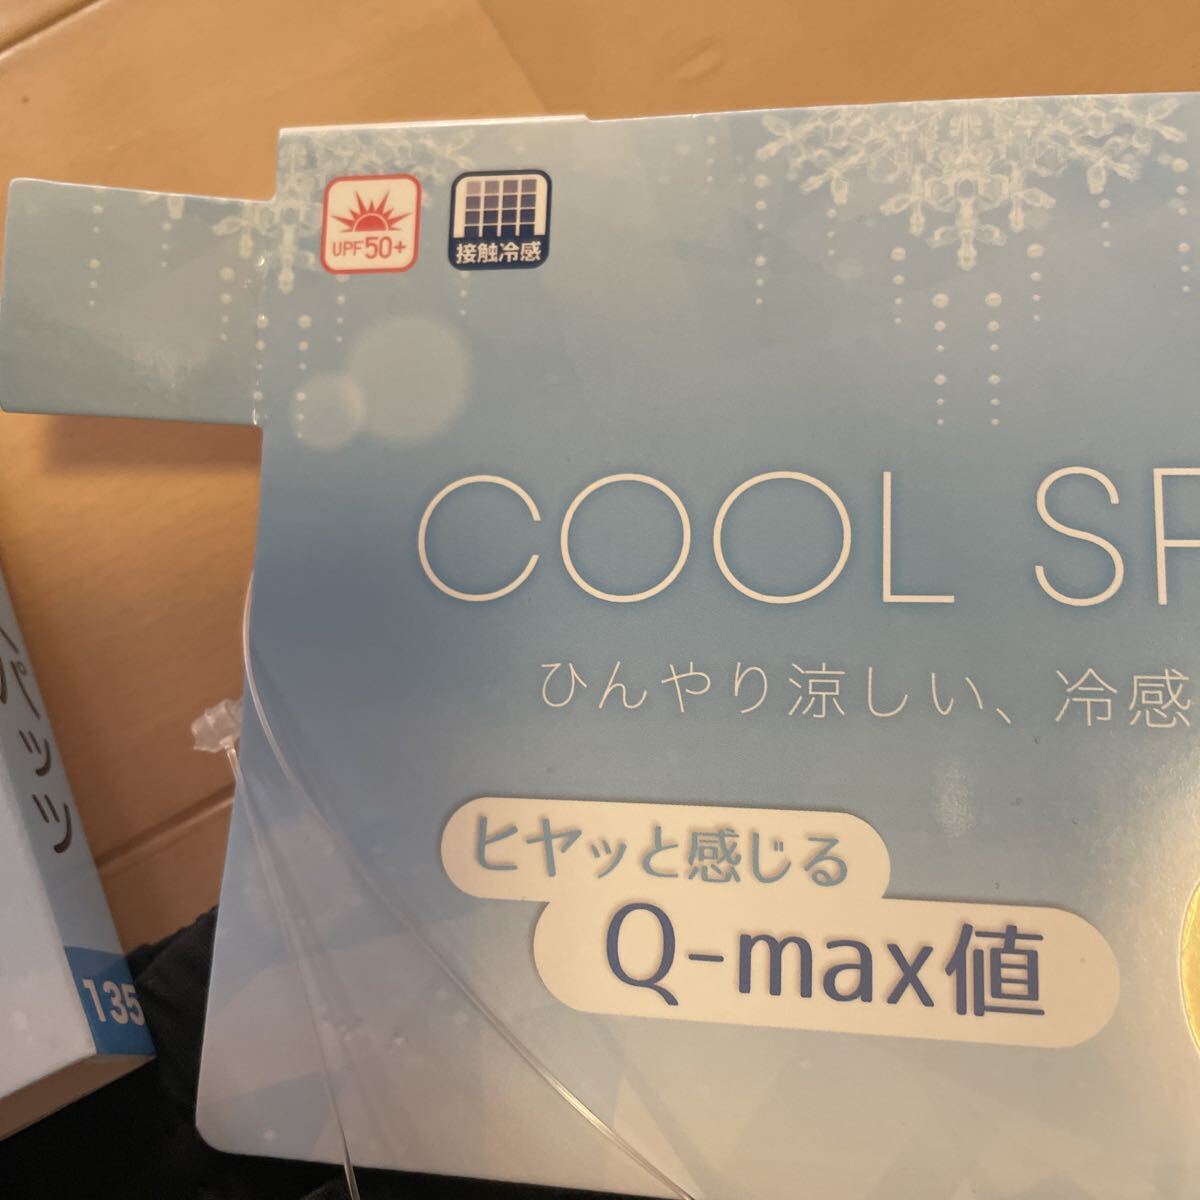 UPF50+
接触冷感
COOL SP
ひんやり涼しい、冷感
ヒヤッと感じる
Q-max値
パッツ
135